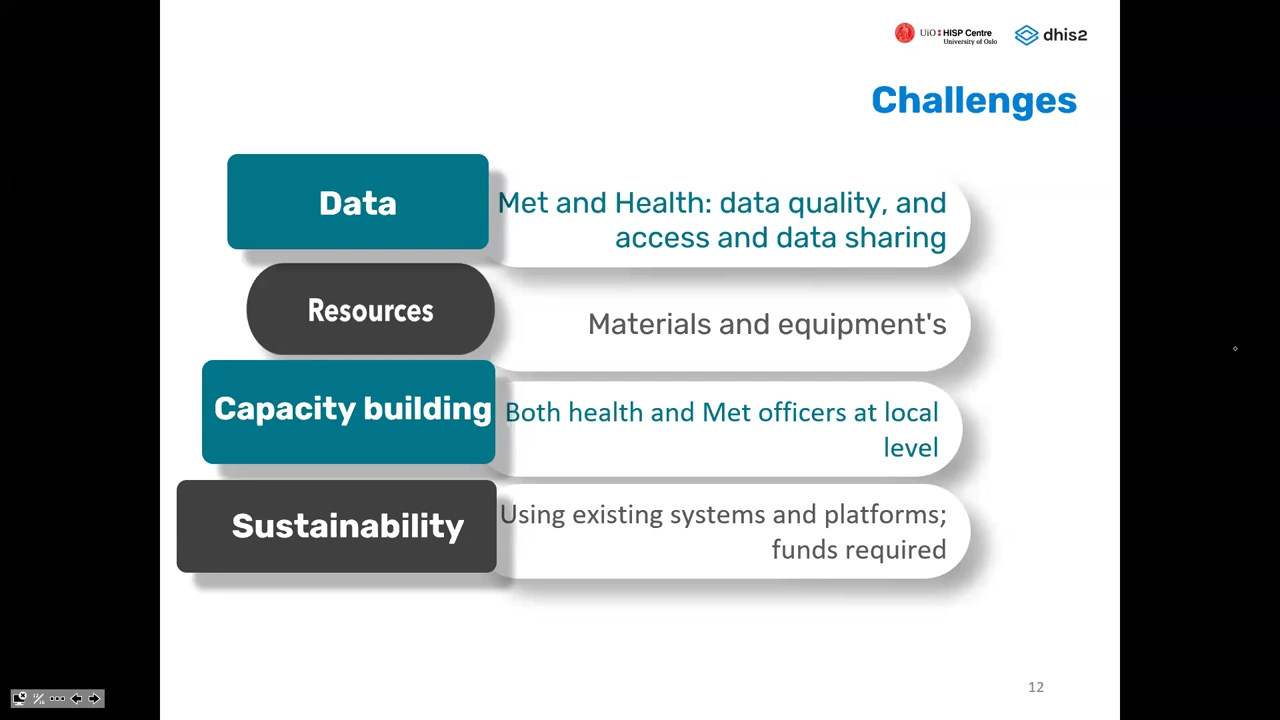 UiO HISP Centre
University of Oslo
dhis2
Challenges
Data
Met and Health: data quality, and
access and data sharing
Resources
Materials and equipment's
Capacity building
Both health and Met officers at local
level
Sustainability
Using existing systems and platforms;
funds required
12